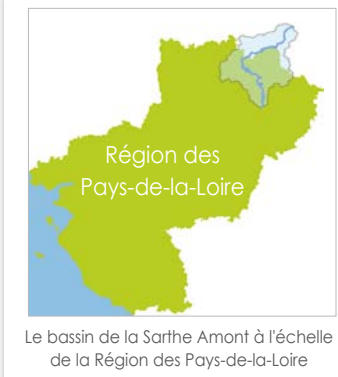 Région des
Pays-de-la-Loire
Le bassin de la Sarthe Amont à l'échelle
de la Région des Pays-de-la-Loire